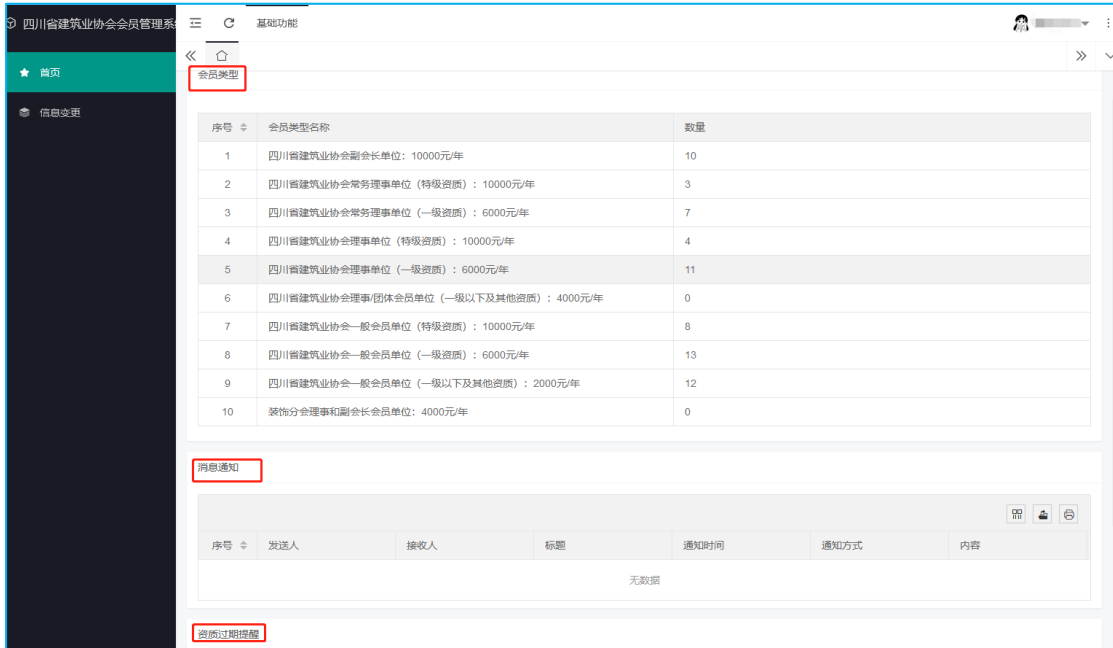 四川省建筑业协会会员管理系
基础功能
首页
信息变更
会员类型
序号 会员类型名称 数量
1 四川省建筑业协会副会长单位：10000元/年 10
2 四川省建筑业协会常务理事单位（特级资质）：10000元/年 3
3 四川省建筑业协会常务理事单位（一级资质）：6000元/年 7
4 四川省建筑业协会理事单位（特级资质）：10000元/年 4
5 四川省建筑业协会理事单位（一级资质）：6000元/年 11
6 四川省建筑业协会理事/团体会员单位（一级以下及其他资质）：4000元/年 0
7 四川省建筑业协会一般会员单位（特级资质）：10000元/年 8
8 四川省建筑业协会一般会员单位（一级资质）：6000元/年 13
9 四川省建筑业协会一般会员单位（一级以下及其他资质）：2000元/年 12
10 装饰分会理事和副会长会员单位：4000元/年 0
消息通知
序号 发送人 接收人 标题 通知时间 通知方式 内容
无数据
资质过期提醒